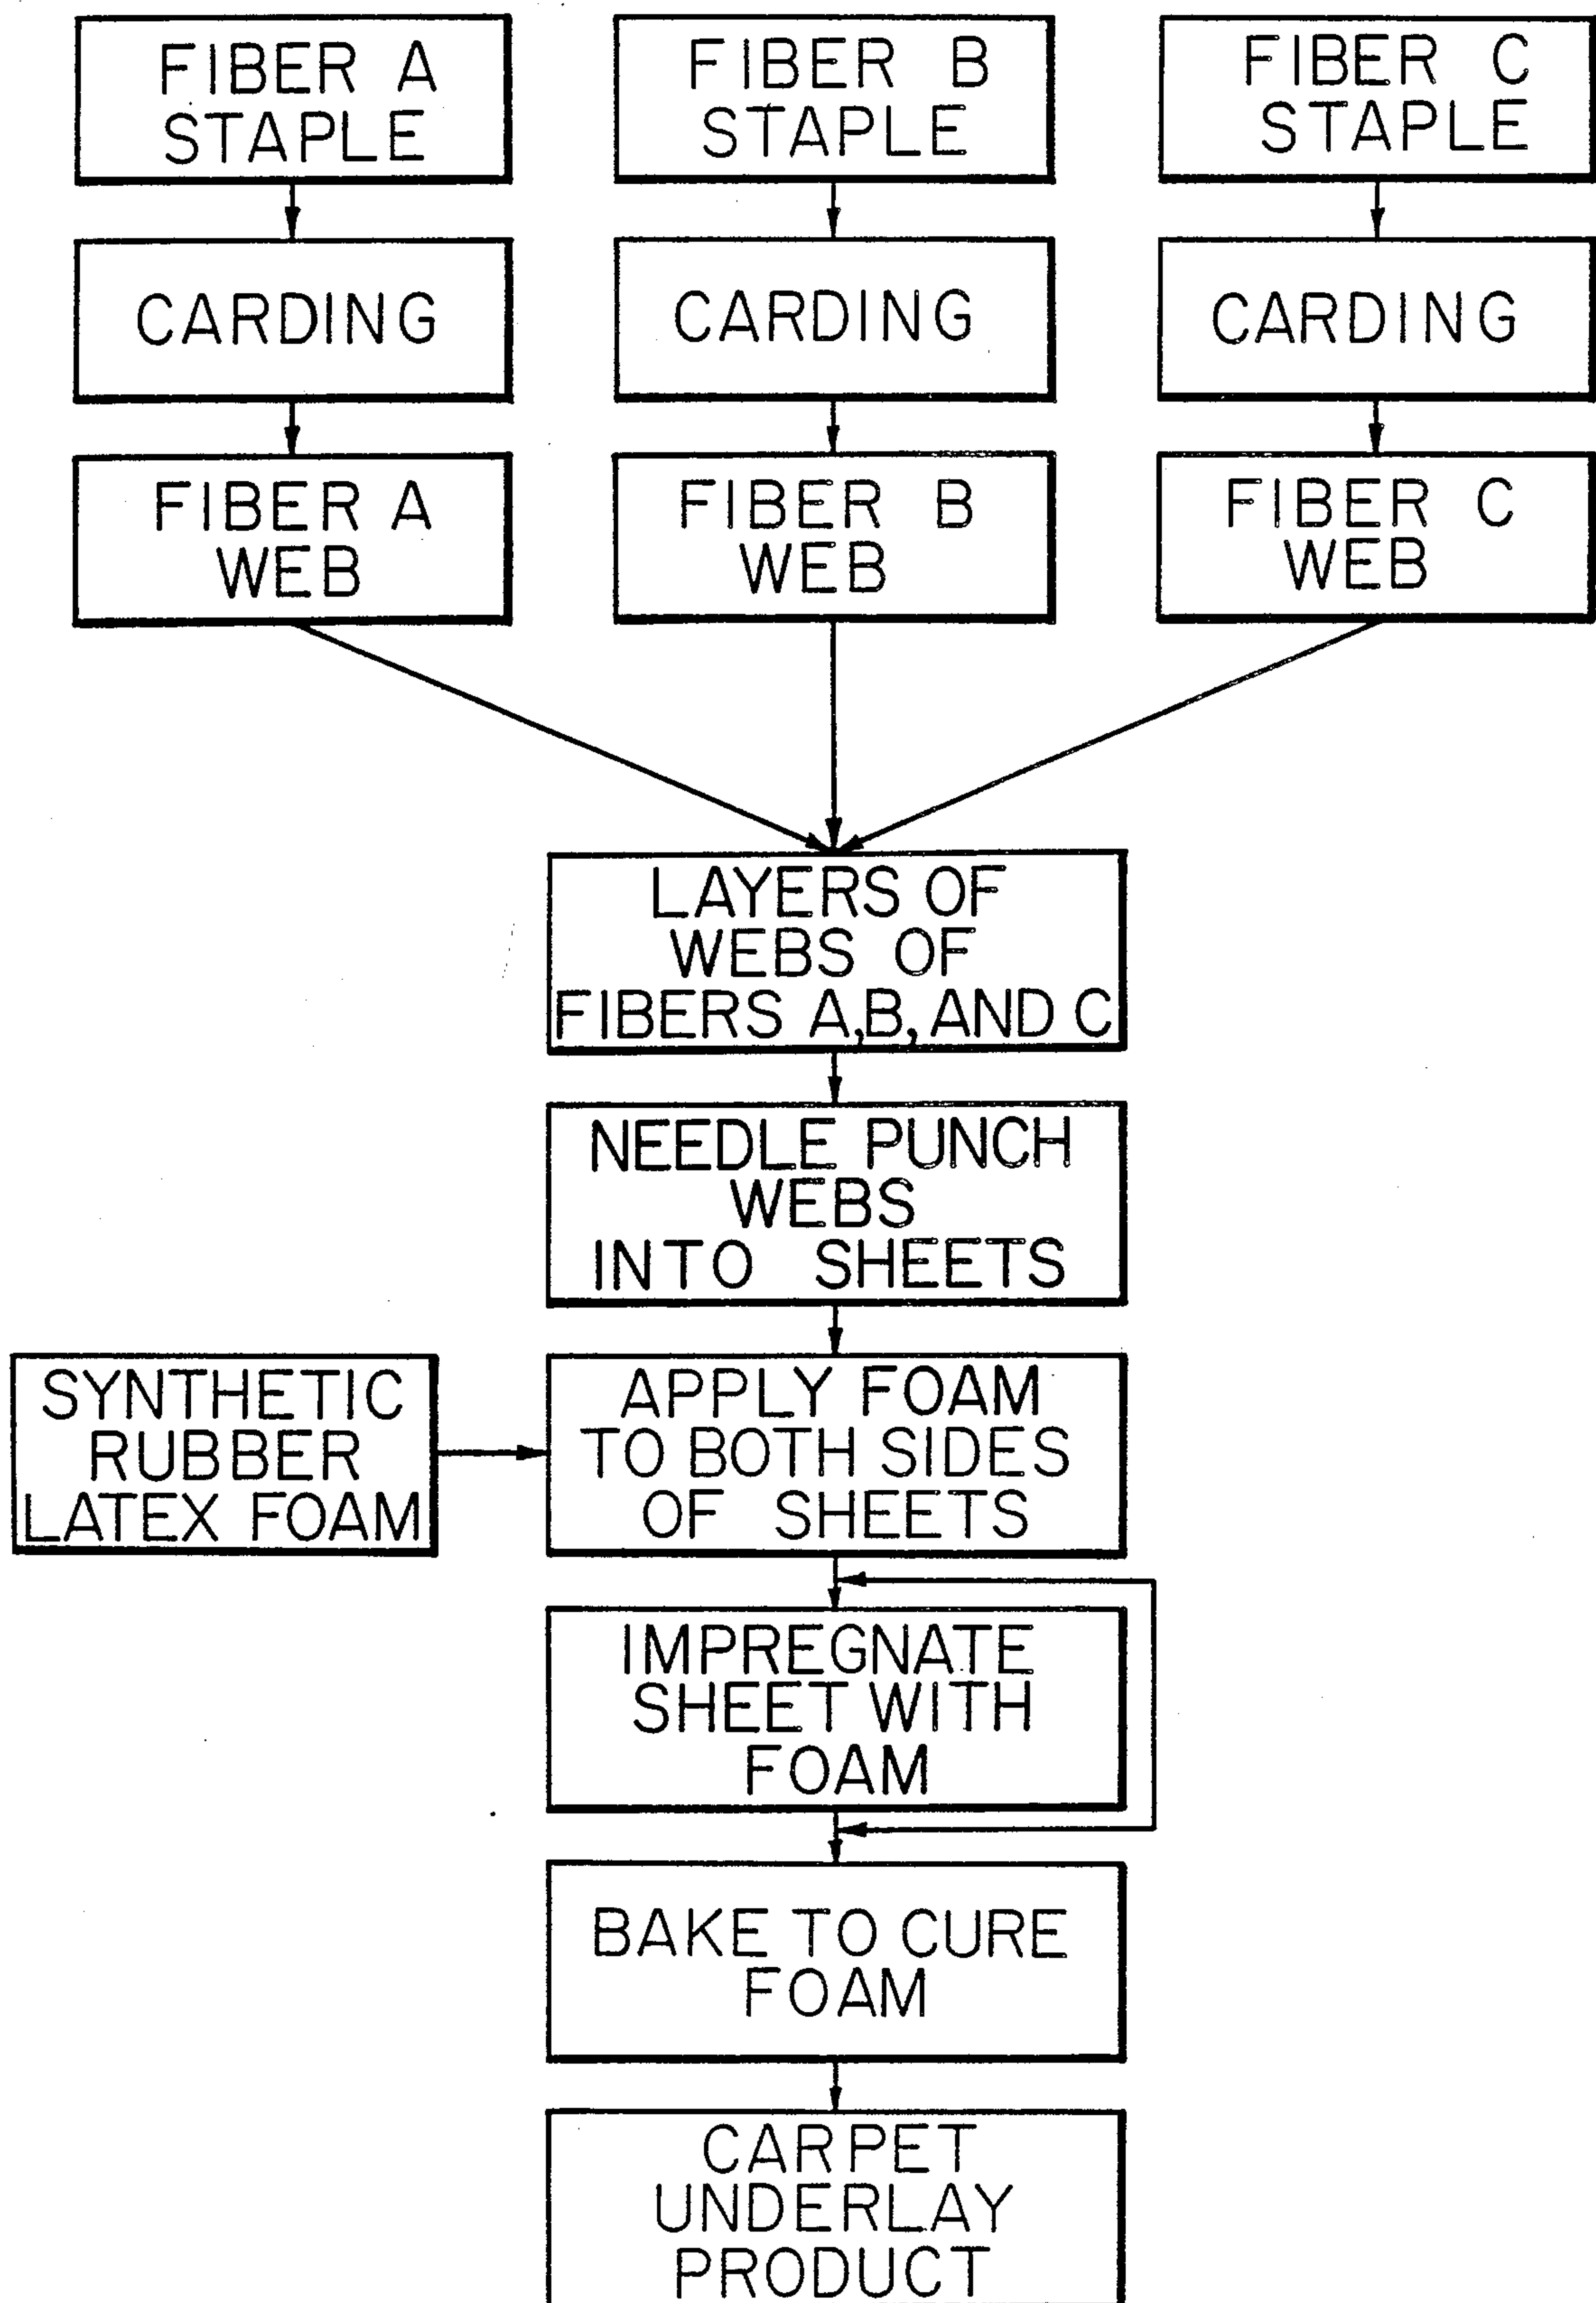 FIBER A
STAPLE
FIBER B
STAPLE
FIBER C
STAPLE
CARDING
CARDING
CARDING
FIBER A
WEB
FIBER B
WEB
FIBER C
WEB
LAYERS OF
WEBS OF
FIBERS A,B, AND C
NEEDLE PUNCH
WEBS
INTO SHEETS
SYNTHETIC
RUBBER
LATEX FOAM
APPLY FOAM
TO BOTH SIDES
OF SHEETS
IMPREGNATE
SHEET WITH
FOAM
BAKE TO CURE
FOAM
CARPET
UNDERLAY
PRODUCT